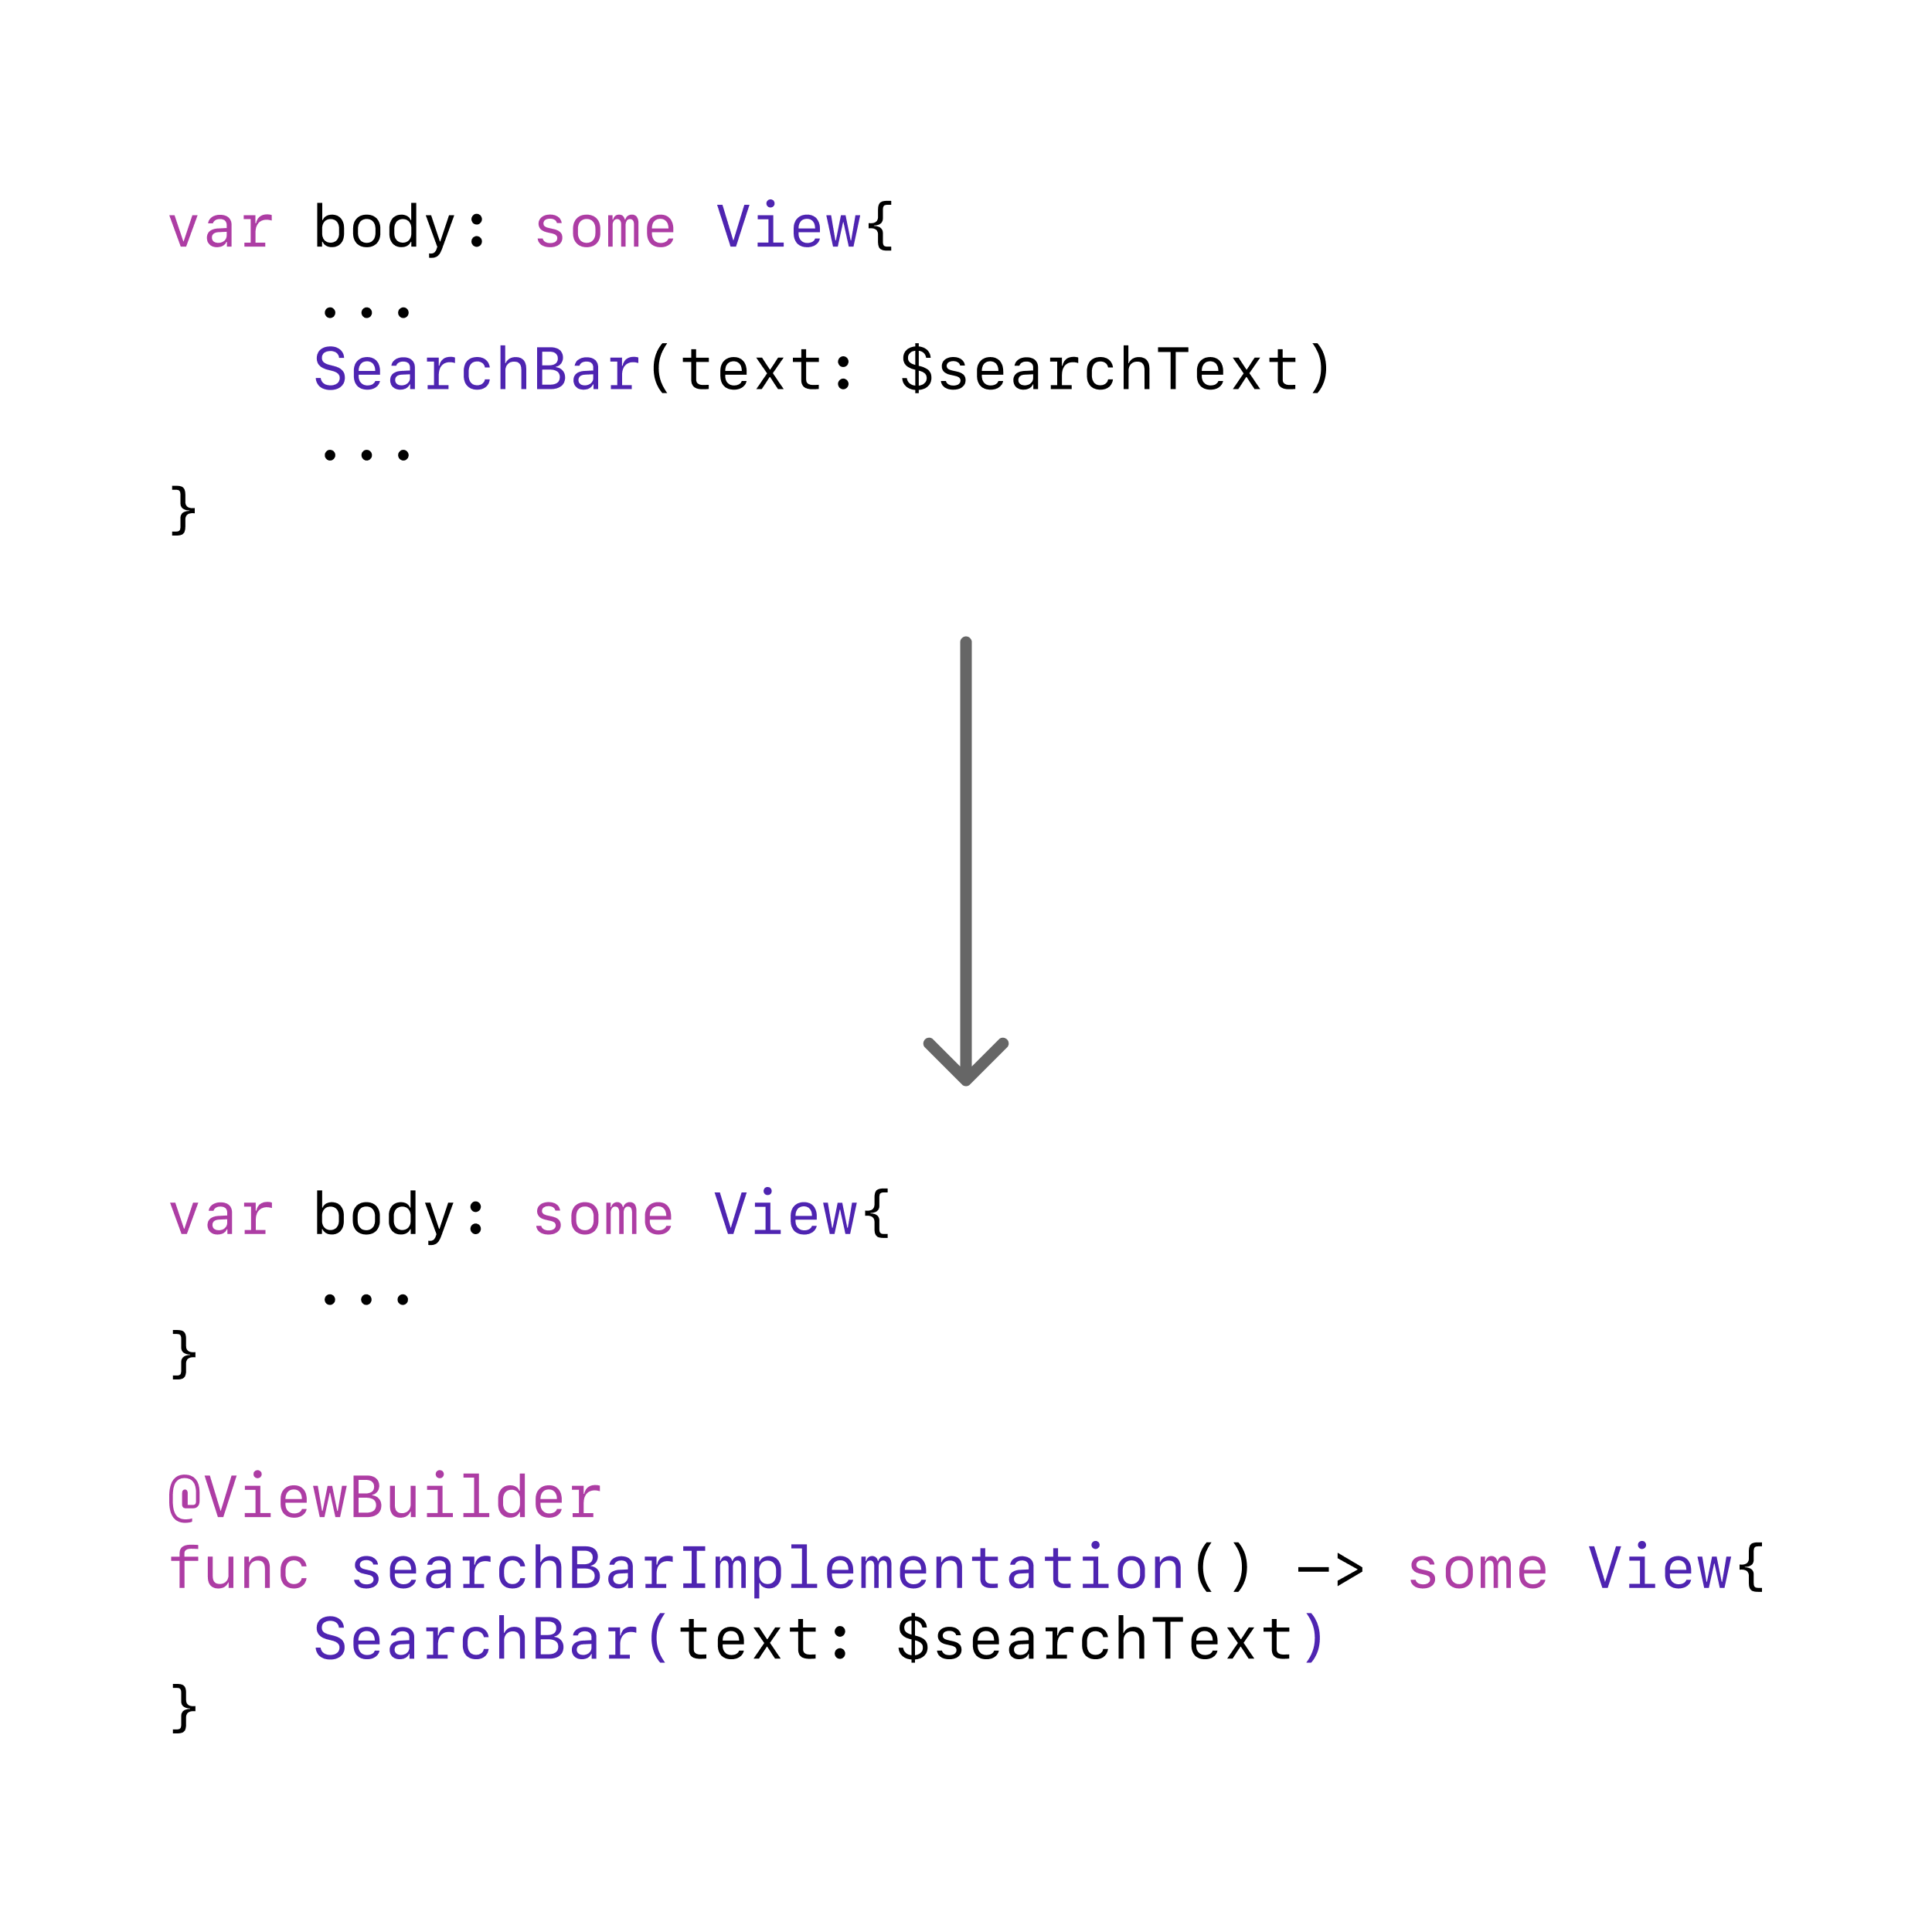 var body: some View{
    ...
    SearchBar(text: $searchText)
    ...
}
var body: some View{
    ...
}
@ViewBuilder
func searchBarImplementation() -> some View{
    SearchBar(text: $searchText)
}